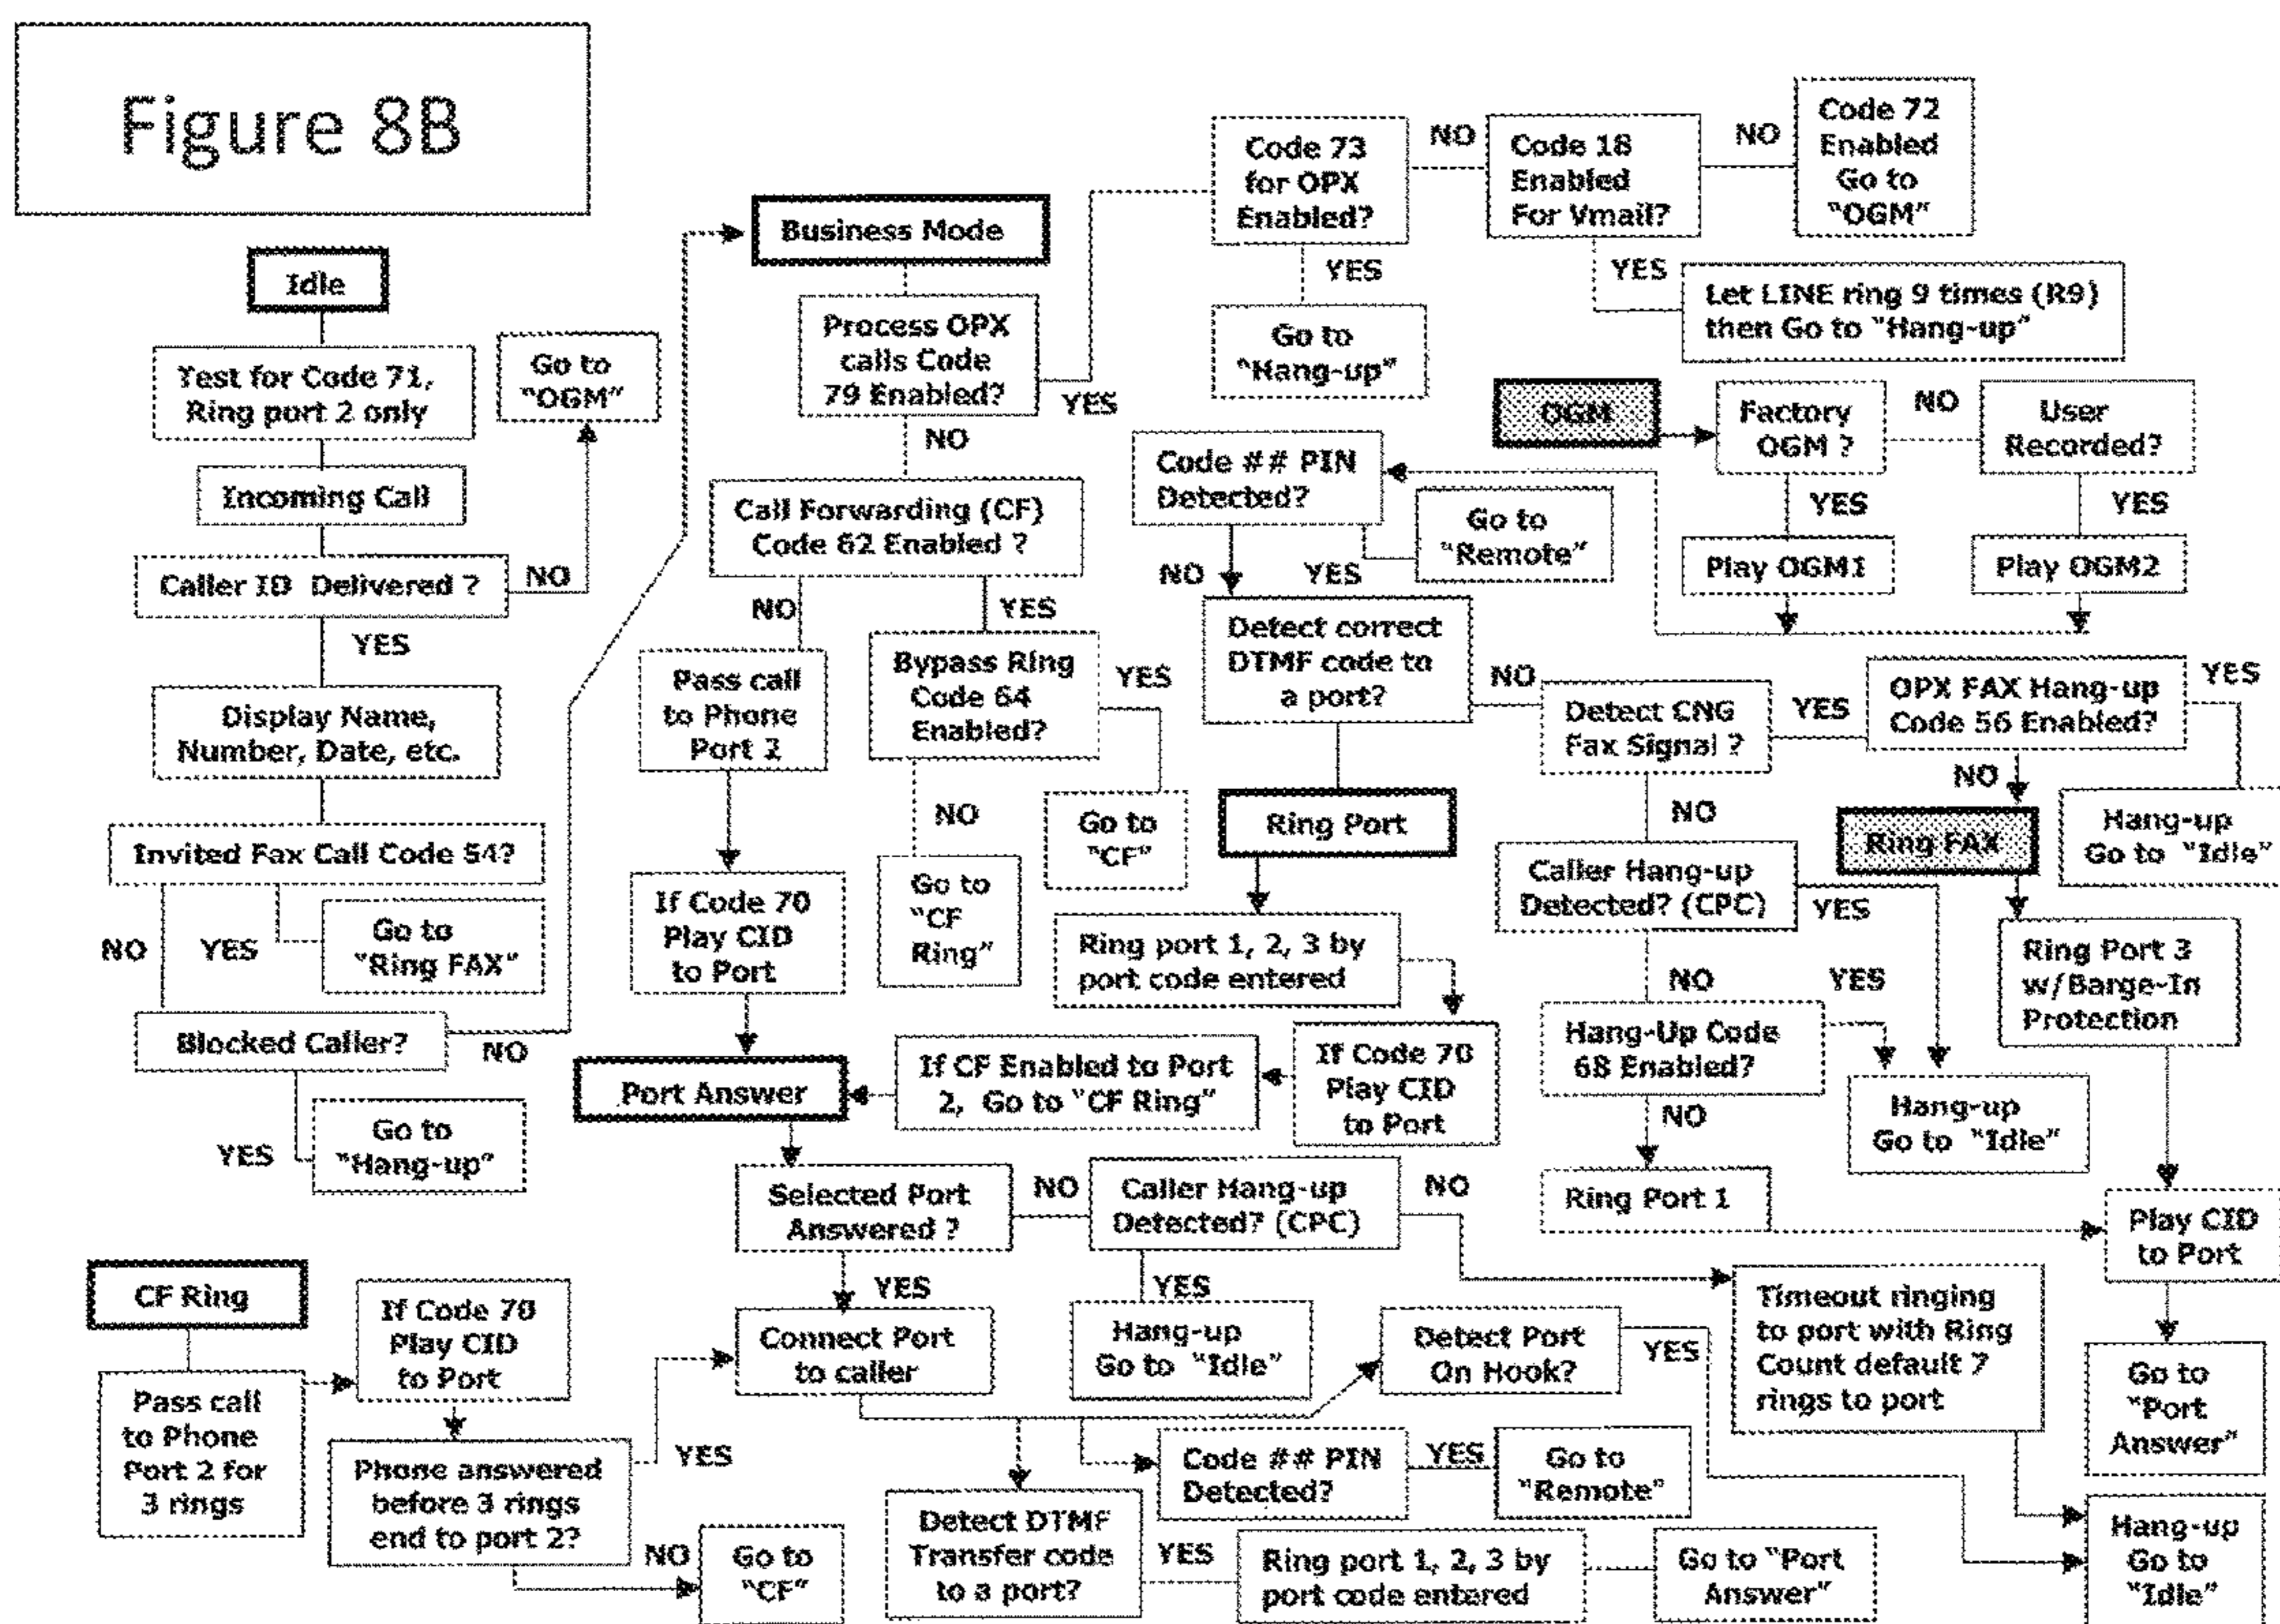 Figure 8B
Idle
Test for Code 71,
Ring port 2 only
Incoming Call
Caller ID Delivered ?
NO
Go to
"OGM"
YES
Display Name,
Number, Date, etc.
Invited Fax Call Code 54?
NO
YES
Go to
"Ring FAX"
Blocked Caller?
NO
YES
Go to
"Hang-up"
Business Mode
Process OPX
calls Code
79 Enabled?
YES
NO
Code 73
for OPX
Enabled?
NO
YES
Go to
"Hang-up"
Code 18
Enabled
For Vmail?
NO
YES
Code 72
Enabled
Go to
"OGM"
Let LINE ring 9 times (R9)
then Go to "Hang-up"
Call Forwarding (CF)
Code 62 Enabled ?
NO
YES
Pass call
to Phone
Port 2
If Code 70
Play CID
to Port
Bypass Ring
Code 64
Enabled?
YES
NO
Go to
"CF"
Go to
"CF
Ring"
OGM
Factory
OGM ?
NO
YES
User
Recorded?
YES
Play OGM1
Play OGM2
Code ## PIN
Detected?
NO
YES
Go to
"Remote"
Detect correct
DTMF code to
a port?
NO
Ring Port
Ring port 1, 2, 3 by
port code entered
If Code 70
Play CID
to Port
If CF Enabled to Port
2, Go to "CF Ring"
Detect CNG
Fax Signal ?
YES
NO
OPX FAX Hang-up
Code 56 Enabled?
YES
NO
Hang-up
Go to "Idle"
Ring FAX
Ring Port 3
w/Barge-In
Protection
Caller Hang-up
Detected? (CPC)
YES
NO
YES
Hang-Up Code
68 Enabled?
NO
Hang-up
Go to "Idle"
Ring Port 1
Play CID
to Port
Go to
"Port
Answer"
Port Answer
Selected Port
Answered ?
NO
YES
Caller Hang-up
Detected? (CPC)
NO
YES
Hang-up
Go to "Idle"
Timeout ringing
to port with Ring
Count default 7
rings to port
Connect Port
to caller
Detect Port
On Hook?
YES
Code ## PIN
Detected?
YES
Go to
"Remote"
Detect DTMF
Transfer code
to a port?
YES
Ring port 1, 2, 3 by
port code entered
Go to "Port
Answer"
Hang-up
Go to
"Idle"
CF Ring
Pass call
to Phone
Port 2 for
3 rings
If Code 70
Play CID
to Port
Phone answered
before 3 rings
end to port 2?
YES
NO
Go to
"CF"